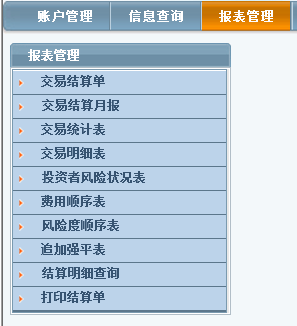 账户管理 信息查询 报表管理
报表管理
交易结算单
交易结算月报
交易统计表
交易明细表
投资者风险状况表
费用顺序表
风险度顺序表
追加强平表
结算明细查询
打印结算单